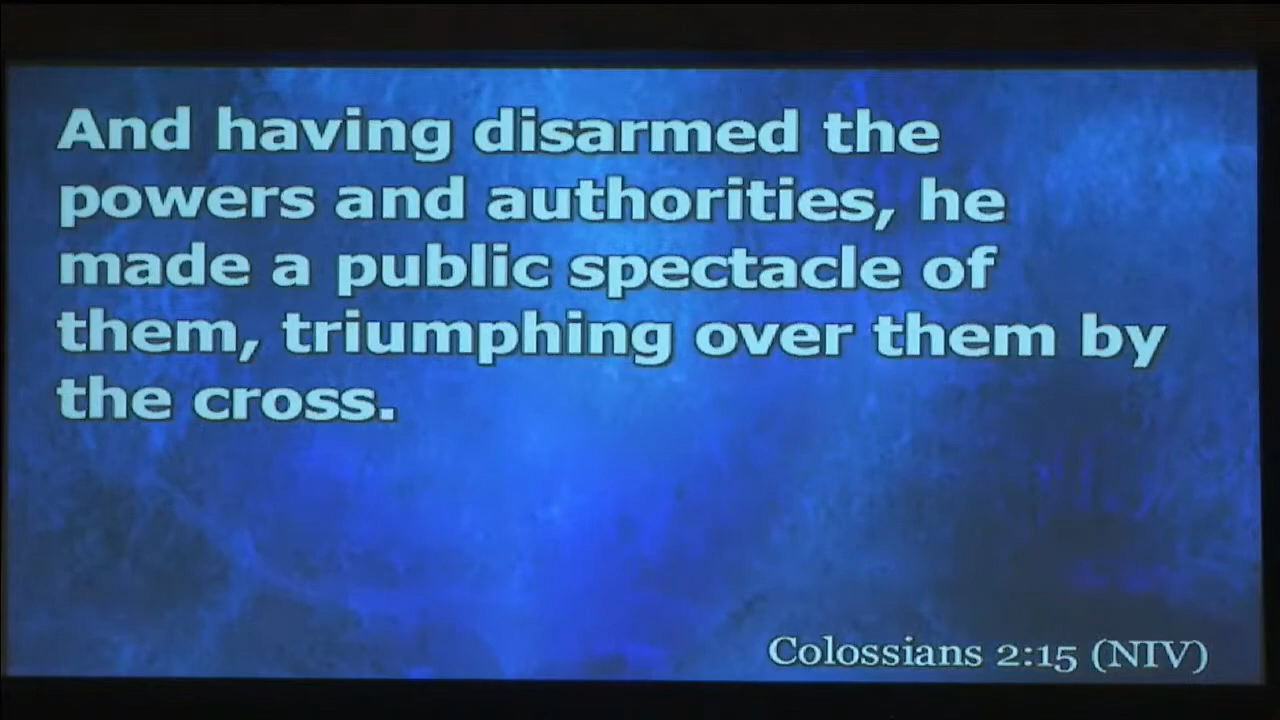 And having disarmed the
powers and authorities, he
made a public spectacle of
them, triumphing over them by
the cross.
Colossians 2:15 (NIV)